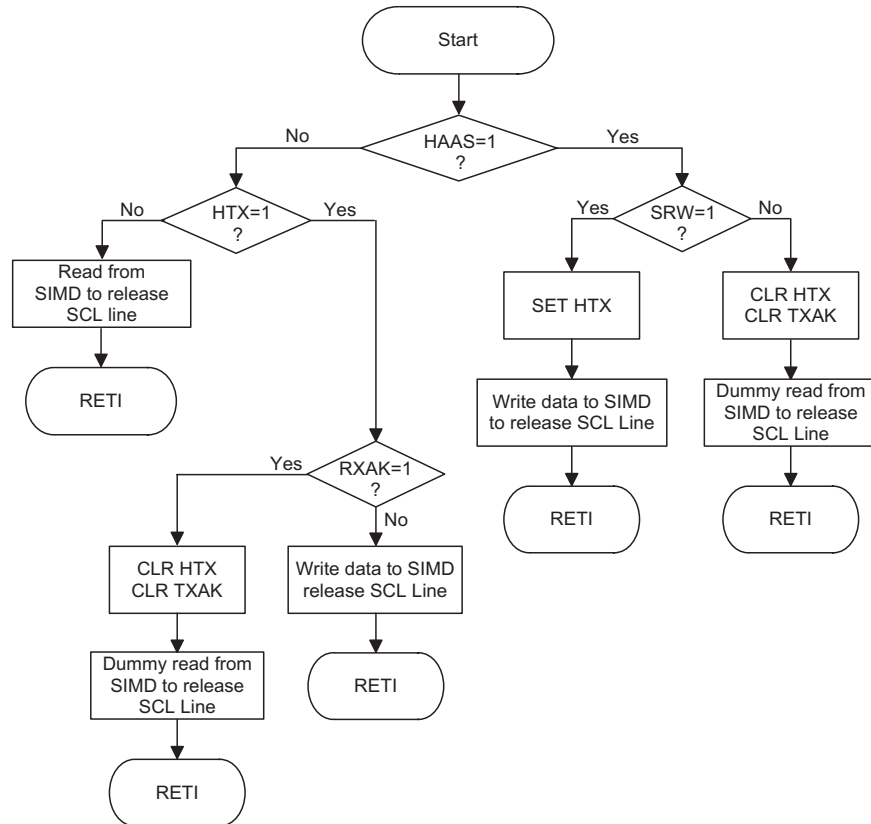 Start
HAAS=1
?
No
Yes
HTX=1
?
No
Yes
SRW=1
?
Yes
No
Read from
SIMD to release
SCL line
RETI
SET HTX
Write data to SIMD
to release SCL Line
RETI
CLR HTX
CLR TXAK
Dummy read from
SIMD to release
SCL Line
RETI
RXAK=1
?
Yes
No
CLR HTX
CLR TXAK
Dummy read from
SIMD to release
SCL Line
RETI
Write data to SIMD
release SCL Line
RETI